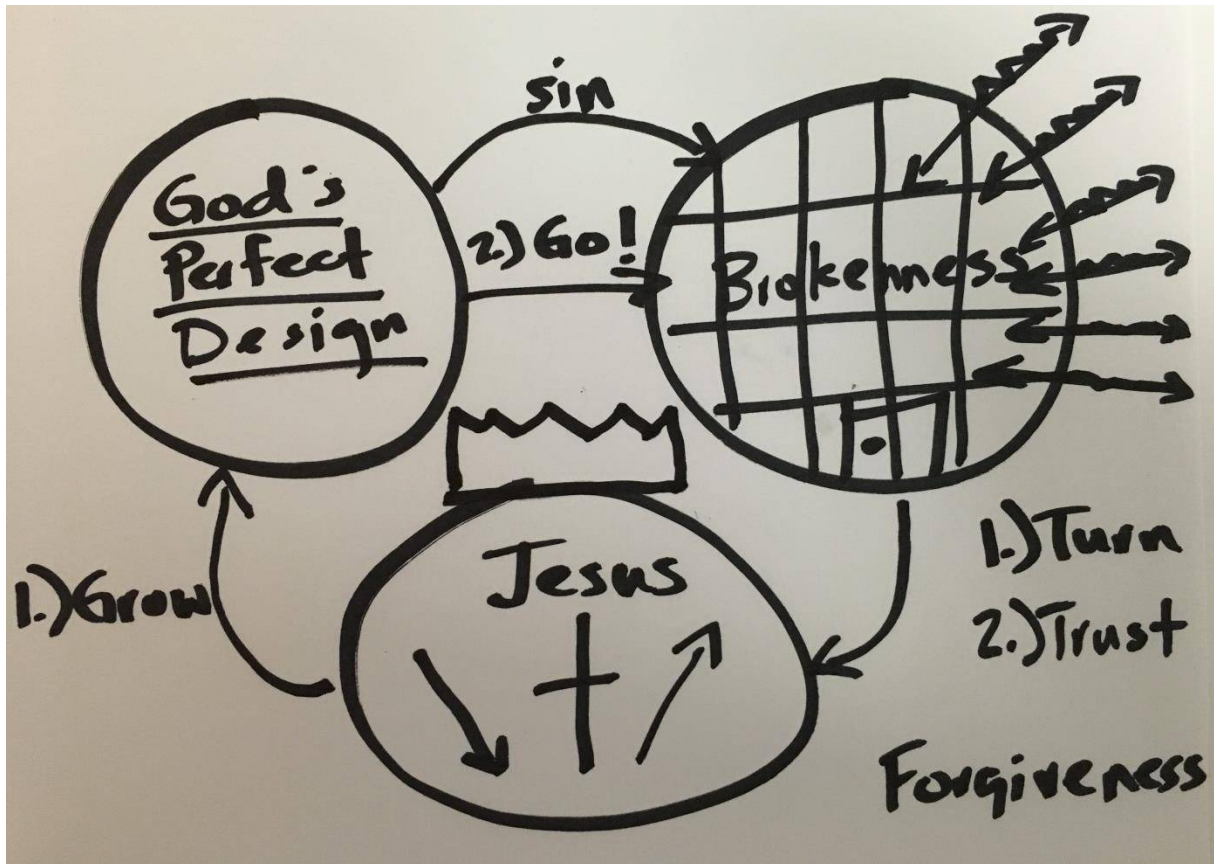 sin
God's
Perfect
Design
2.) Go!
Brokenness
Jesus
1.) Grow
1.) Turn
2.) Trust
Forgiveness